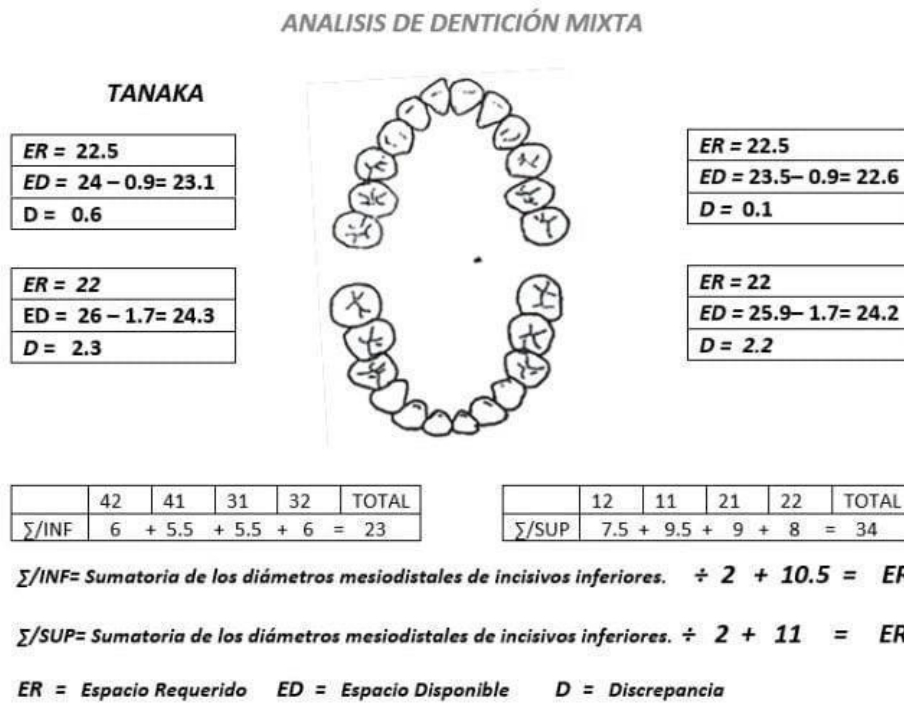 ANALISIS DE DENTICIÓN MIXTA
TANAKA
ER = 22.5
ED = 24 – 0.9= 23.1
D = 0.6
ER = 22.5
ED = 23.5– 0.9= 22.6
D = 0.1
ER = 22
ED = 26 – 1.7= 24.3
D = 2.3
ER = 22
ED = 25.9– 1.7= 24.2
D = 2.2
42 41 31 32 TOTAL
∑/INF 6 + 5.5 + 5.5 + 6 = 23
12 11 21 22 TOTAL
∑/SUP 7.5 + 9.5 + 9 + 8 = 34
∑/INF= Sumatoria de los diámetros mesiodistales de incisivos inferiores. ÷ 2 + 10.5 = ER
∑/SUP= Sumatoria de los diámetros mesiodistales de incisivos inferiores. ÷ 2 + 11 = ER
ER = Espacio Requerido ED = Espacio Disponible D = Discrepancia